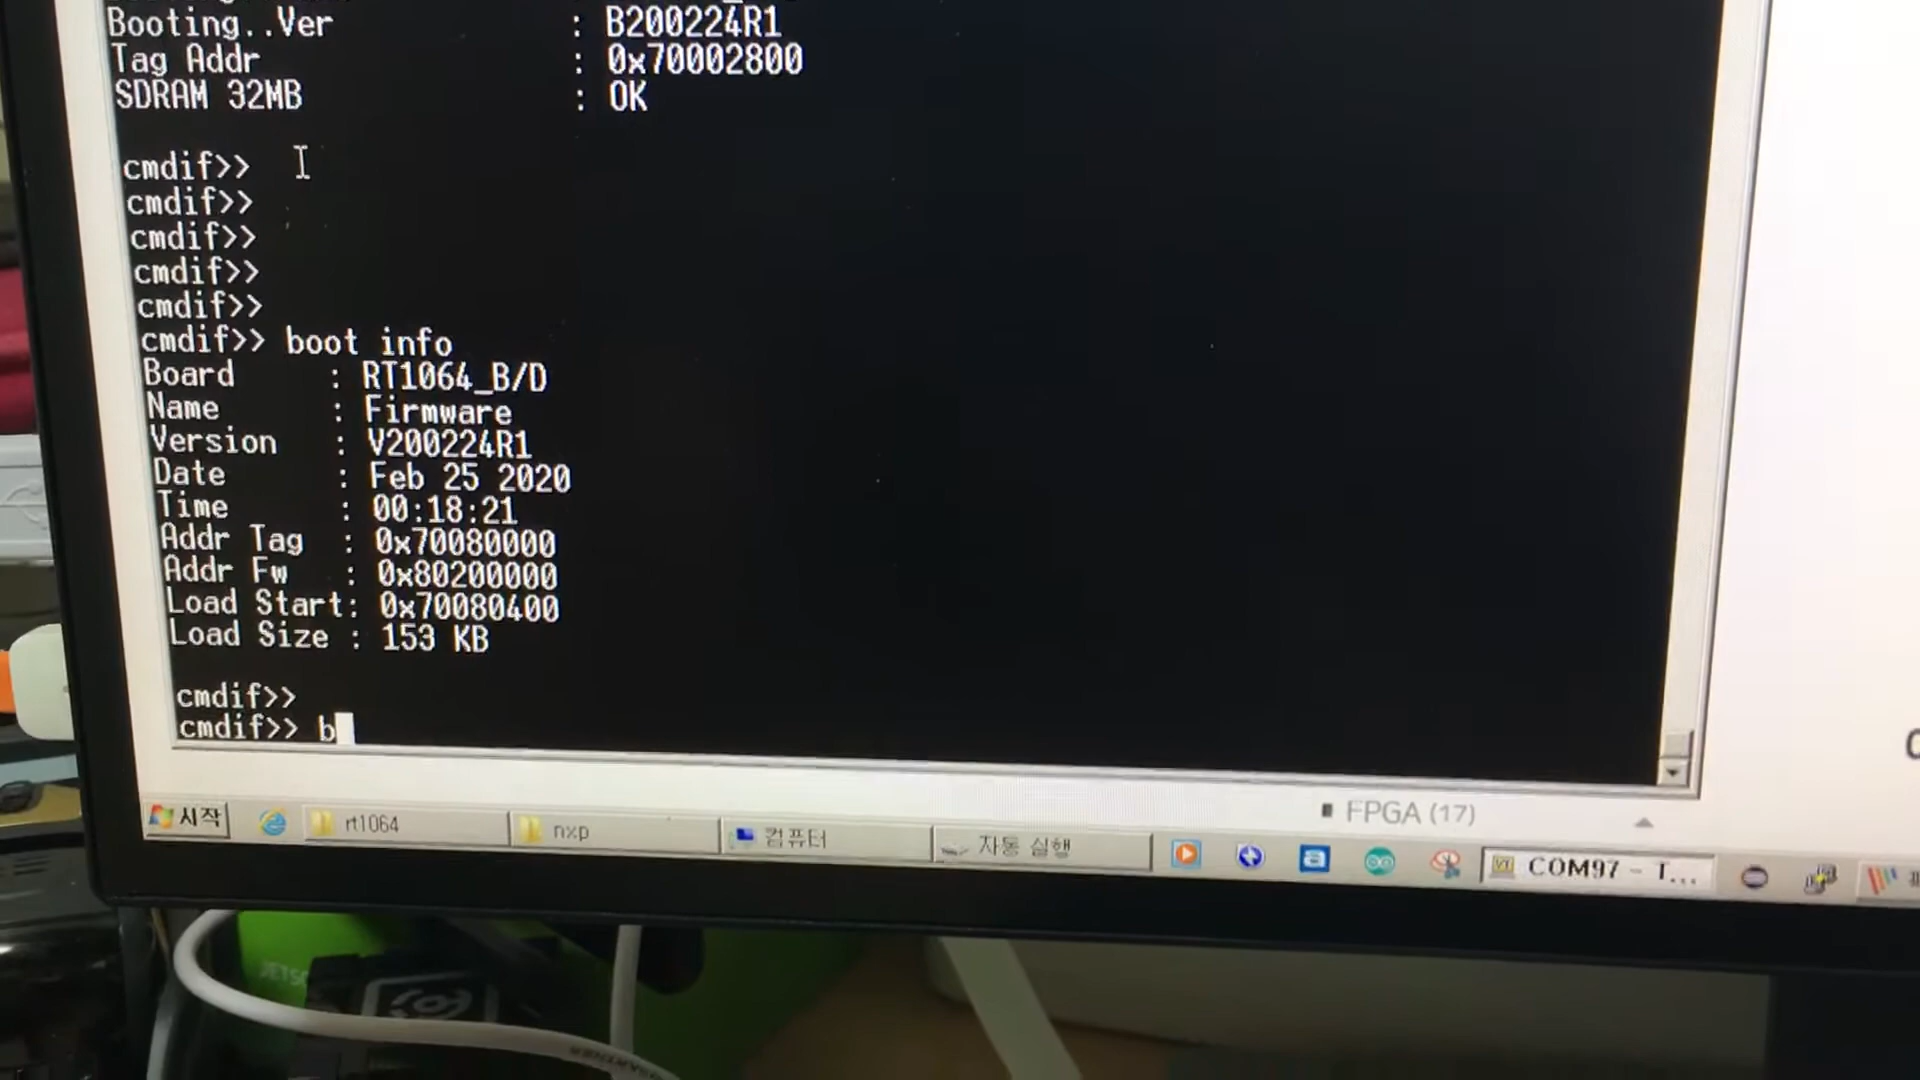 Booting..Ver : B200224R1
Tag Addr : 0x70002800
SDRAM 32MB : OK
cmdif>>
cmdif>>
cmdif>>
cmdif>>
cmdif>>
cmdif>> boot info
Board : RT1064_B/D
Name : Firmware
Version : V200224R1
Date : Feb 25 2020
Time : 00:18:21
Addr Tag : 0x70080000
Addr Fw : 0x80200000
Load Start: 0x70080400
Load Size : 153 KB
cmdif>>
cmdif>> b
FPGA (17)
시작 rt1064 nxp 컴퓨터 자동 실행 COM97 - T...